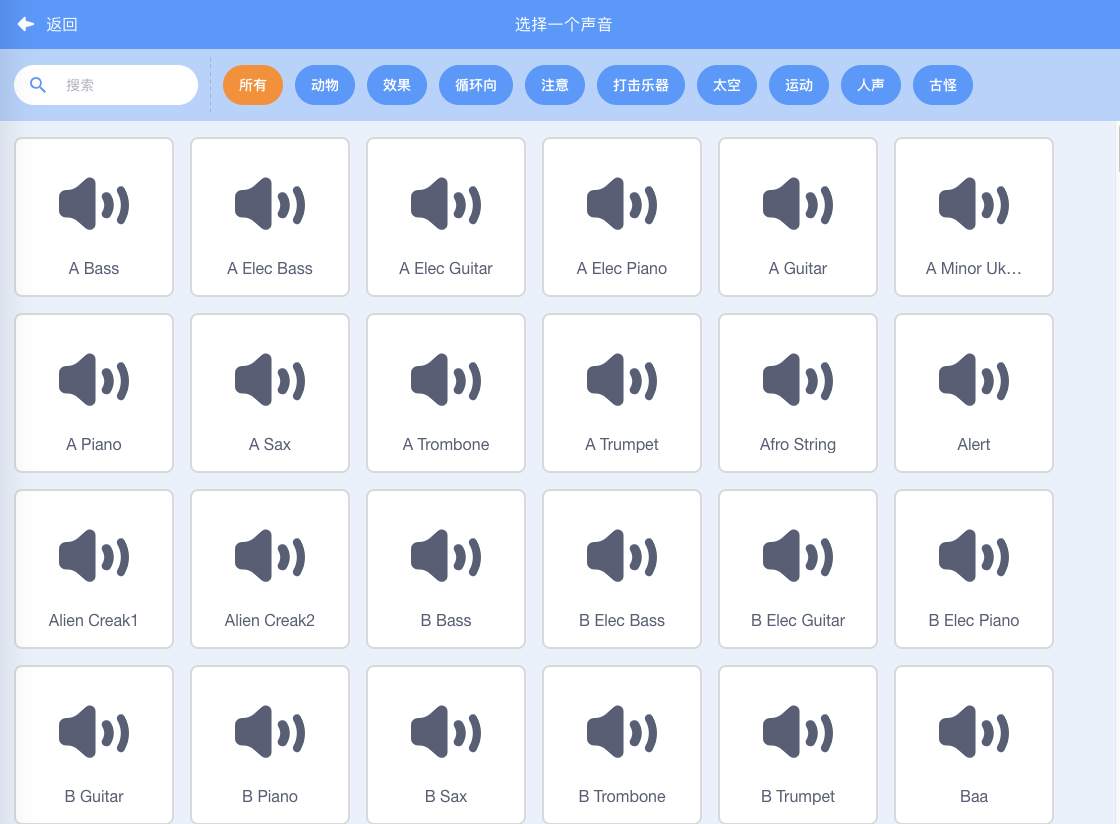 返回
选择一个声音
搜索
所有 动物 效果 循环向 注意 打击乐器 太空 运动 人声 古怪
A Bass
A Elec Bass
A Elec Guitar
A Elec Piano
A Guitar
A Minor Uk…
A Piano
A Sax
A Trombone
A Trumpet
Afro String
Alert
Alien Creak1
Alien Creak2
B Bass
B Elec Bass
B Elec Guitar
B Elec Piano
B Guitar
B Piano
B Sax
B Trombone
B Trumpet
Baa